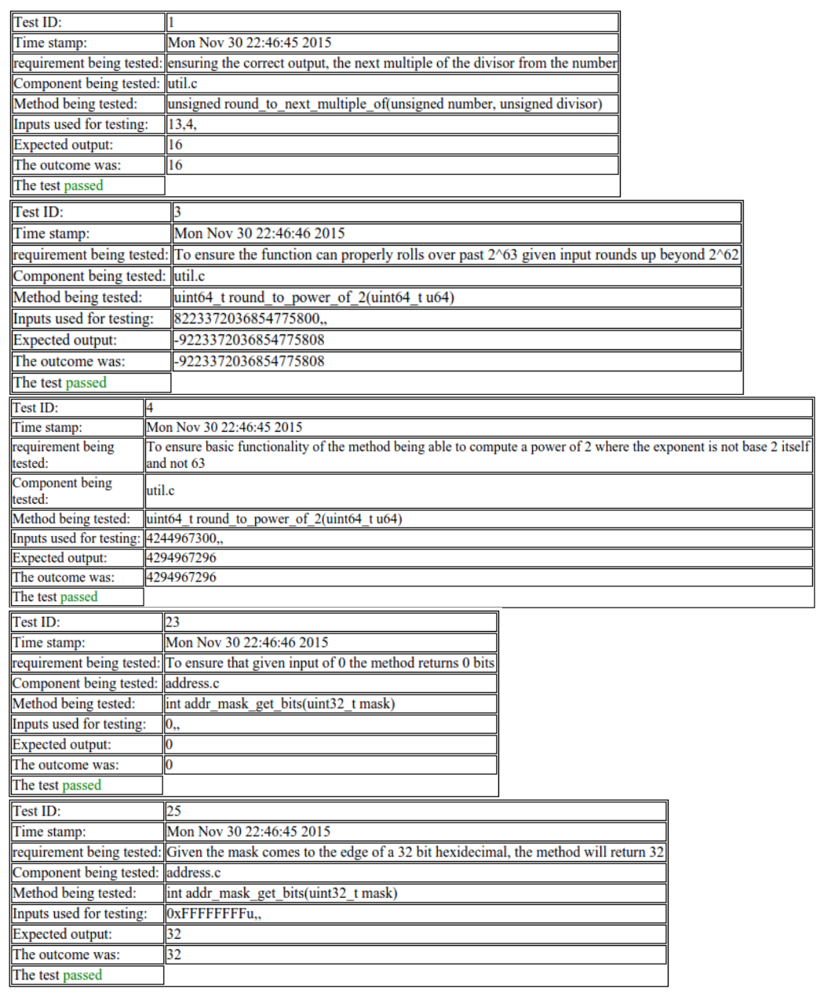 Test ID: 1
Time stamp: Mon Nov 30 22:46:45 2015
requirement being tested: ensuring the correct output, the next multiple of the divisor from the number
Component being tested: util.c
Method being tested: unsigned round_to_next_multiple_of(unsigned number, unsigned divisor)
Inputs used for testing: 13,4,
Expected output: 16
The outcome was: 16
The test passed
Test ID: 3
Time stamp: Mon Nov 30 22:46:46 2015
requirement being tested: To ensure the function can properly rolls over past 2^63 given input rounds up beyond 2^62
Component being tested: util.c
Method being tested: uint64_t round_to_power_of_2(uint64_t u64)
Inputs used for testing: 8223372036854775800,,
Expected output: -9223372036854775808
The outcome was: -9223372036854775808
The test passed
Test ID: 4
Time stamp: Mon Nov 30 22:46:45 2015
requirement being
tested:
To ensure basic functionality of the method being able to compute a power of 2 where the exponent is not base 2 itself
and not 63
Component being
tested:
util.c
Method being tested: uint64_t round_to_power_of_2(uint64_t u64)
Inputs used for testing: 4244967300,,
Expected output: 4294967296
The outcome was: 4294967296
The test passed
Test ID: 23
Time stamp: Mon Nov 30 22:46:46 2015
requirement being tested: To ensure that given input of 0 the method returns 0 bits
Component being tested: address.c
Method being tested: int addr_mask_get_bits(uint32_t mask)
Inputs used for testing: 0,,
Expected output: 0
The outcome was: 0
The test passed
Test ID: 25
Time stamp: Mon Nov 30 22:46:45 2015
requirement being tested: Given the mask comes to the edge of a 32 bit hexidecimal, the method will return 32
Component being tested: address.c
Method being tested: int addr_mask_get_bits(uint32_t mask)
Inputs used for testing: 0xFFFFFFFFu,,
Expected output: 32
The outcome was: 32
The test passed